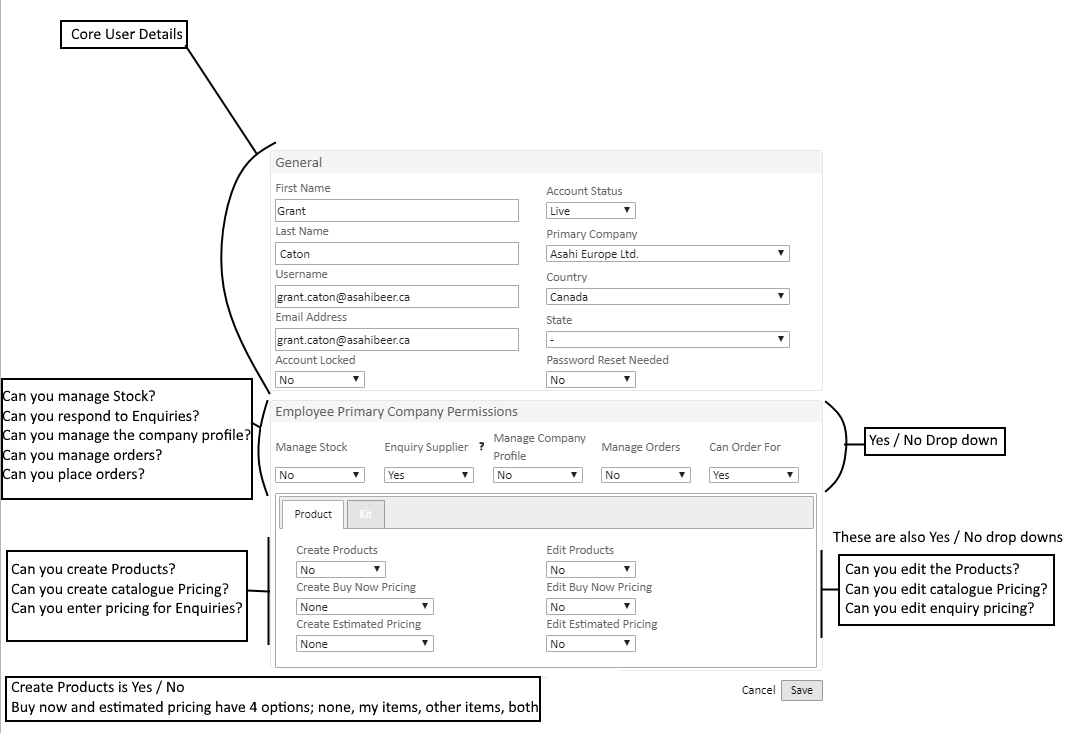 Core User Details
General
First Name
Grant
Account Status
Live
Last Name
Caton
Primary Company
Asahi Europe Ltd.
Username
grant.caton@asahibeer.ca
Country
Canada
Email Address
grant.caton@asahibeer.ca
State
-
Account Locked
No
Password Reset Needed
No
Can you manage Stock?
Can you respond to Enquiries?
Can you manage the company profile?
Can you manage orders?
Can you place orders?
Employee Primary Company Permissions
Manage Stock
No
Enquiry Supplier ?
Yes
Manage Company
Profile
No
Manage Orders
No
Can Order For
Yes
Yes / No Drop down
Product
Kit
Create Products
No
Edit Products
No
Create Buy Now Pricing
None
Edit Buy Now Pricing
No
Create Estimated Pricing
None
Edit Estimated Pricing
No
Can you create Products?
Can you create catalogue Pricing?
Can you enter pricing for Enquiries?
These are also Yes / No drop downs
Can you edit the Products?
Can you edit catalogue Pricing?
Can you edit enquiry pricing?
Create Products is Yes / No
Buy now and estimated pricing have 4 options; none, my items, other items, both
Cancel
Save